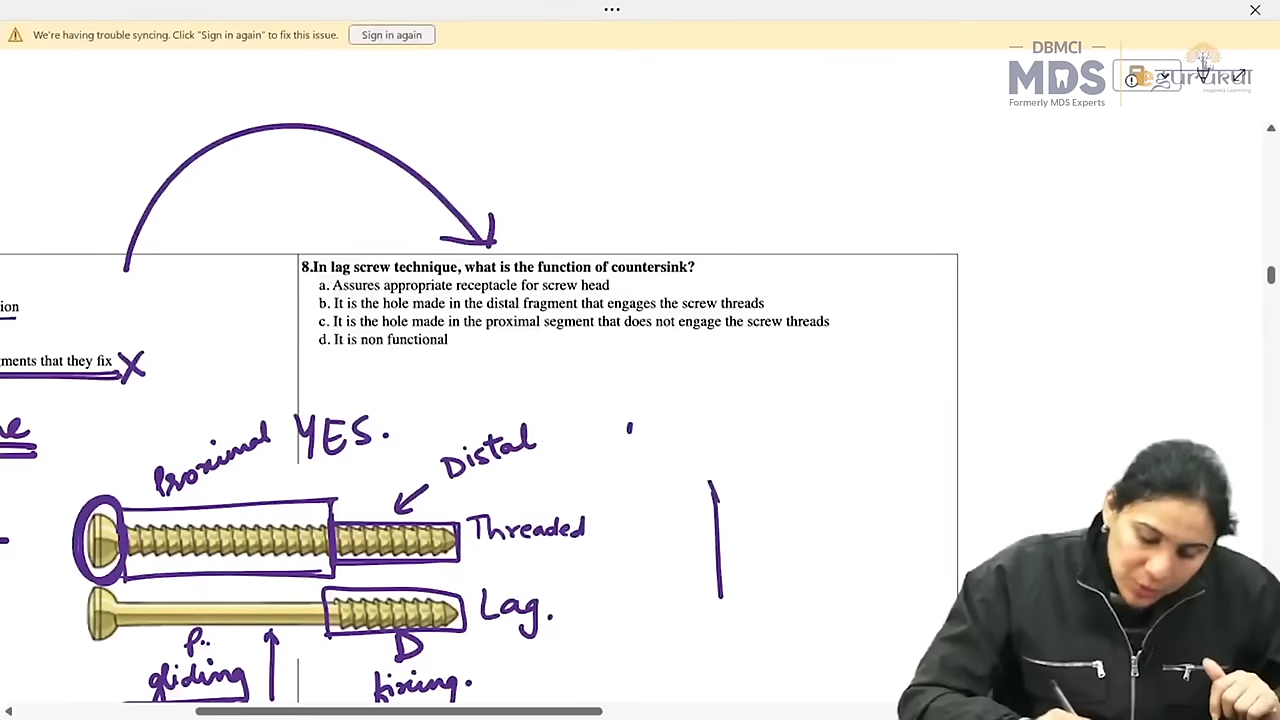 •••
We're having trouble syncing. Click "Sign in again" to fix this issue.
Sign in again
DBMCI
MDS
Formerly MDS Experts
eगुरुकुल
Inspired Learning
8.In lag screw technique, what is the function of countersink?
a. Assures appropriate receptacle for screw head
b. It is the hole made in the distal fragment that engages the screw threads
c. It is the hole made in the proximal segment that does not engage the screw threads
d. It is non functional
ion
ments that they fix X
YES.
Proximal
Distal
Threaded
Lag.
P..
gliding
D
fixing.